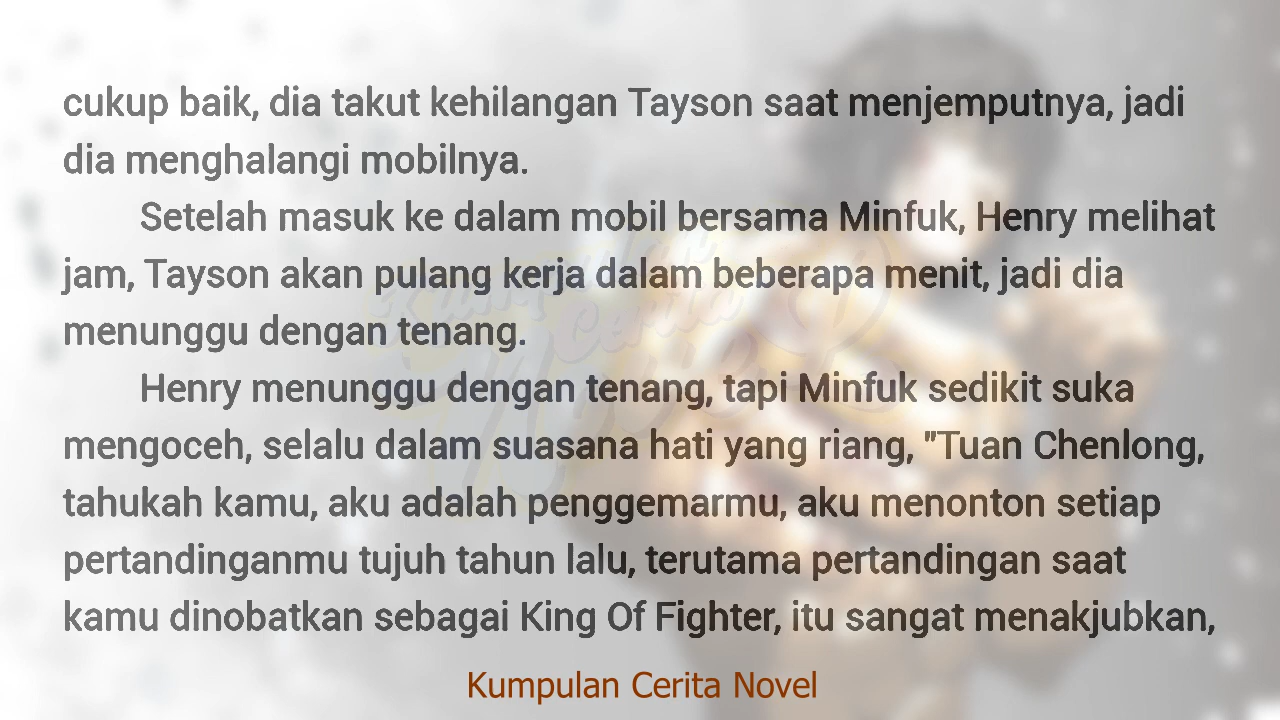 cukup baik, dia takut kehilangan Tayson saat menjemputnya, jadi
dia menghalangi mobilnya.
Setelah masuk ke dalam mobil bersama Minfuk, Henry melihat
jam, Tayson akan pulang kerja dalam beberapa menit, jadi dia
menunggu dengan tenang.
Henry menunggu dengan tenang, tapi Minfuk sedikit suka
mengoceh, selalu dalam suasana hati yang riang, "Tuan Chenlong,
tahukah kamu, aku adalah penggemarmu, aku menonton setiap
pertandinganmu tujuh tahun lalu, terutama pertandingan saat
kamu dinobatkan sebagai King Of Fighter, itu sangat menakjubkan,
Kumpulan Cerita Novel